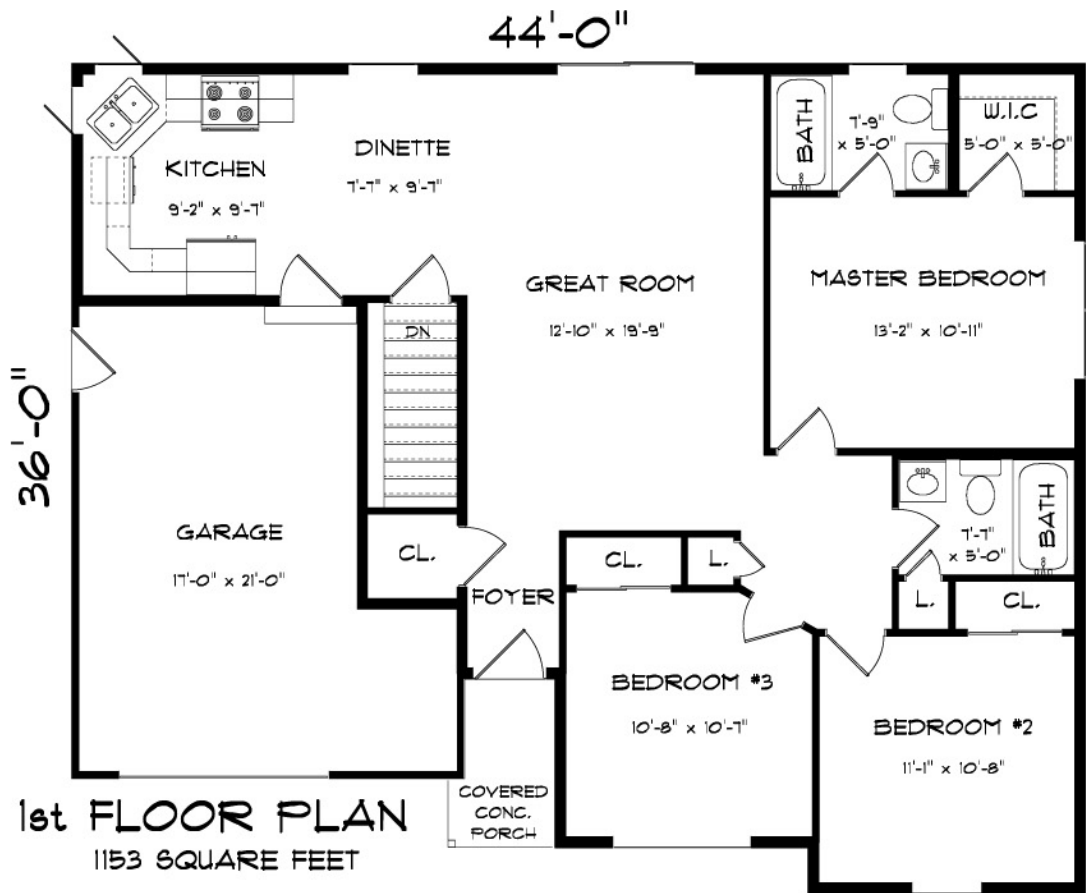 44'-0"
KITCHEN
9'-2" x 9'-7"
DINETTE
7'-7" x 9'-7"
BATH
7'-9"
x 5'-0"
W.I.C
5'-0" x 5'-0"
GREAT ROOM
12'-10" x 19'-9"
MASTER BEDROOM
13'-2" x 10'-11"
DN
36'-0"
GARAGE
17'-0" x 21'-0"
CL.
FOYER
CL.
L.
7'-7"
x 5'-0"
BATH
L.
CL.
BEDROOM #3
10'-8" x 10'-7"
BEDROOM #2
11'-1" x 10'-8"
COVERED
CONC.
PORCH
1st FLOOR PLAN
1153 SQUARE FEET